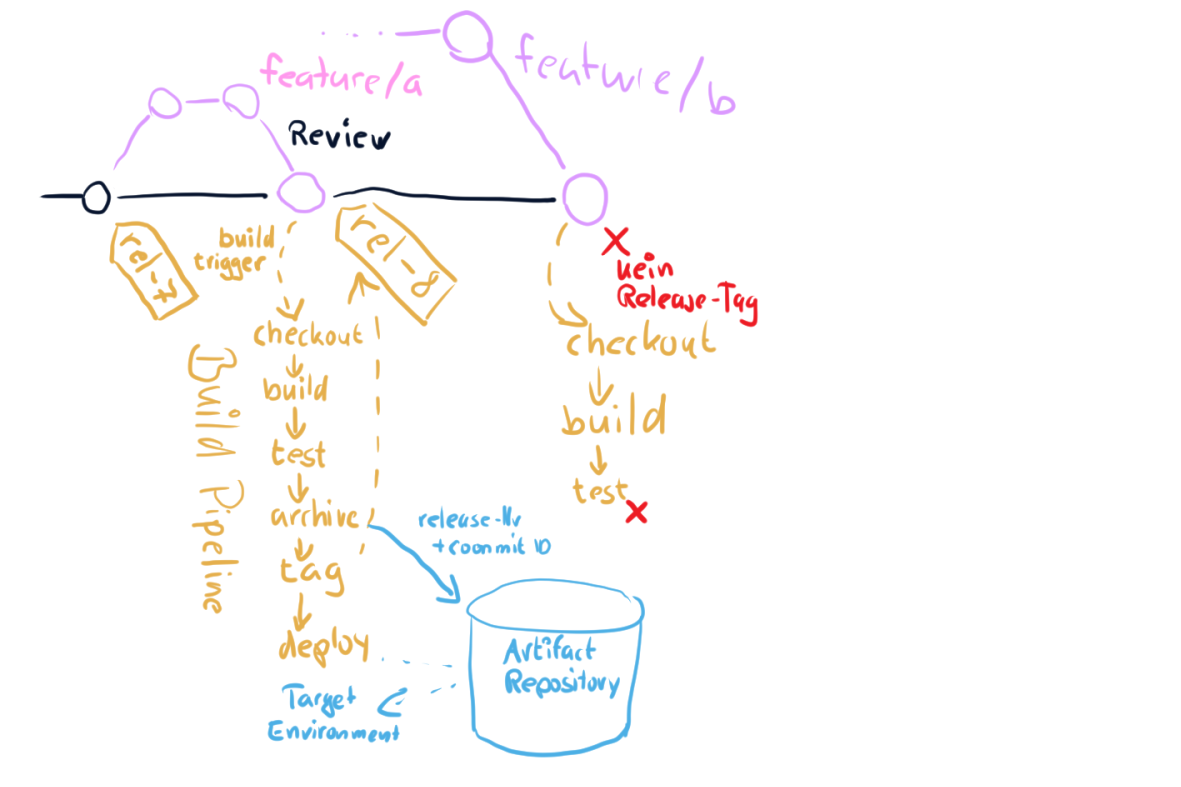 feature/a
feature/b
Review
rel-7
build
trigger
rel-8
kein
Release-Tag
Build Pipeline
checkout
build
test
archive
tag
deploy
checkout
build
test
release-Nr
+coonmit ID
Artifact
Repository
Target
Environment